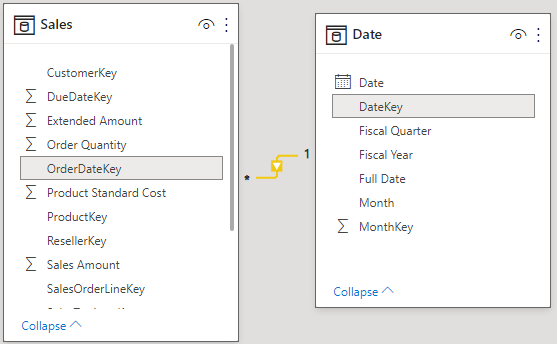 Sales
CustomerKey
DueDateKey
Extended Amount
Order Quantity
OrderDateKey
Product Standard Cost
ProductKey
ResellerKey
Sales Amount
SalesOrderLineKey
Collapse
* 1
Date
Date
DateKey
Fiscal Quarter
Fiscal Year
Full Date
Month
MonthKey
Collapse